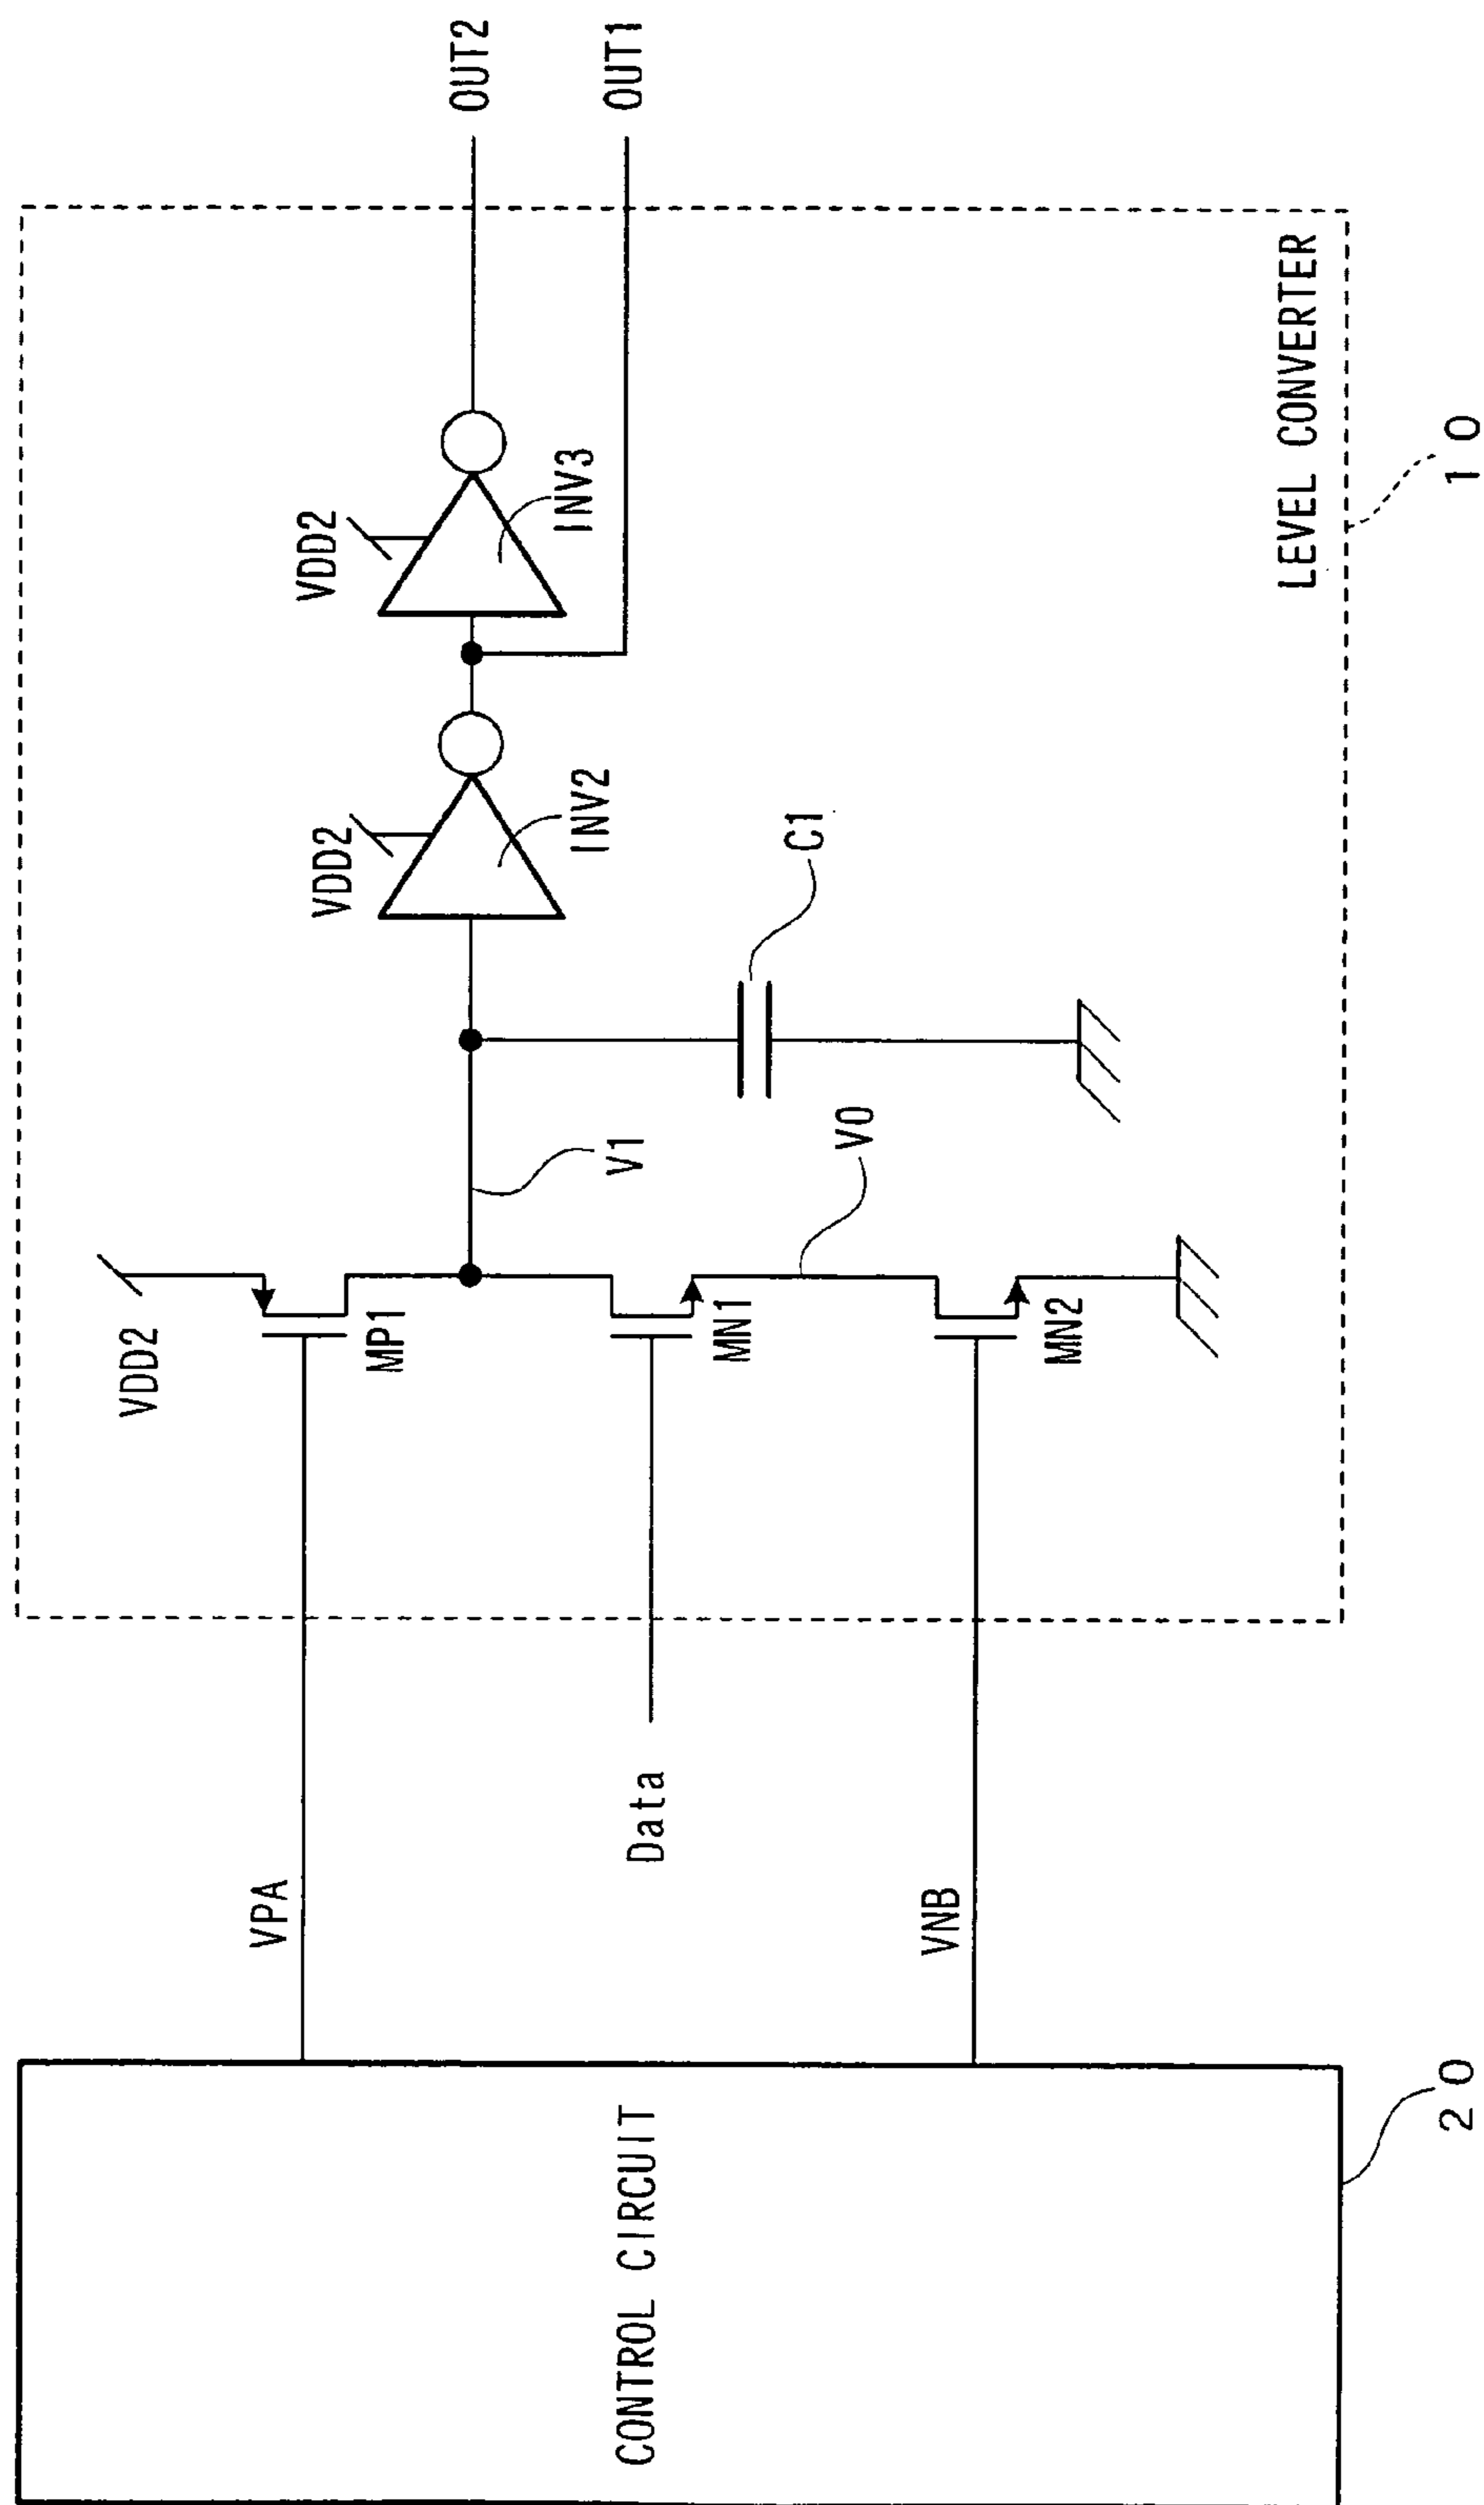 CONTROL CIRCUIT
20
VPA
Data
VNB
VDD2
MP1
MN1
MN2
V1
V0
C1
VDD2
INV2
VDD2
INV3
LEVEL CONVERTER
10
OUT2
OUT1